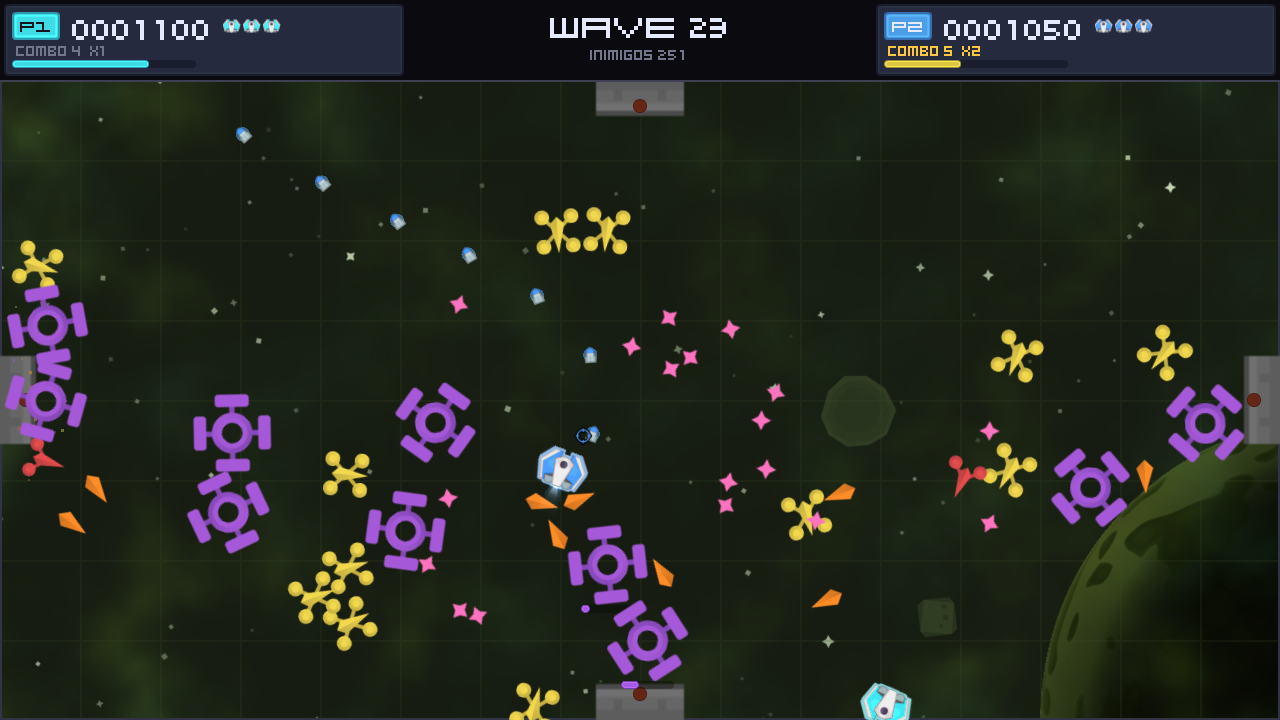 P1 0001100
COMBO 4 X1
WAVE 23
INIMIGOS 251
P2 0001050
COMBO 5 X2